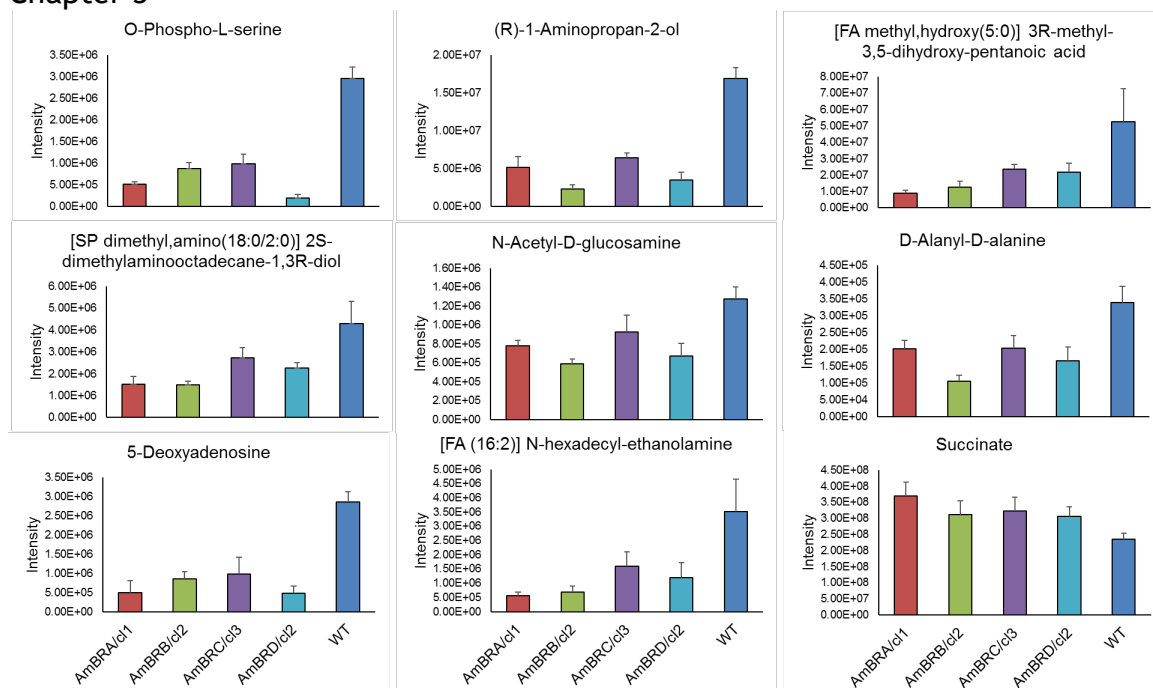 Chapter
O-Phospho-L-serine
3.50E+06
3.00E+06
2.50E+06
2.00E+06
1.50E+06
1.00E+06
5.00E+05
0.00E+00
Intensity
(R)-1-Aminopropan-2-ol
2.00E+07
1.50E+07
1.00E+07
5.00E+06
0.00E+00
Intensity
[FA methyl,hydroxy(5:0)] 3R-methyl-
3,5-dihydroxy-pentanoic acid
8.00E+07
7.00E+07
6.00E+07
5.00E+07
4.00E+07
3.00E+07
2.00E+07
1.00E+07
0.00E+00
Intensity
[SP dimethyl,amino(18:0/2:0)] 2S-
dimethylaminooctadecane-1,3R-diol
6.00E+06
5.00E+06
4.00E+06
3.00E+06
2.00E+06
1.00E+06
0.00E+00
Intensity
N-Acetyl-D-glucosamine
1.60E+06
1.40E+06
1.20E+06
1.00E+06
8.00E+05
6.00E+05
4.00E+05
2.00E+05
0.00E+00
Intensity
D-Alanyl-D-alanine
4.50E+05
4.00E+05
3.50E+05
3.00E+05
2.50E+05
2.00E+05
1.50E+05
1.00E+05
5.00E+04
0.00E+00
Intensity
5-Deoxyadenosine
3.50E+06
3.00E+06
2.50E+06
2.00E+06
1.50E+06
1.00E+06
5.00E+05
0.00E+00
Intensity
AmBRA/cl1
AmBRB/cl2
AmBRC/cl3
AmBRD/cl2
WT
[FA (16:2)] N-hexadecyl-ethanolamine
5.00E+06
4.50E+06
4.00E+06
3.50E+06
3.00E+06
2.50E+06
2.00E+06
1.50E+06
1.00E+06
5.00E+05
0.00E+00
Intensity
AmBRA/cl1
AmBRB/cl2
AmBRC/cl3
AmBRD/cl2
WT
Succinate
4.50E+08
4.00E+08
3.50E+08
3.00E+08
2.50E+08
2.00E+08
1.50E+08
1.00E+08
5.00E+07
0.00E+00
Intensity
AmBRA/cl1
AmBRB/cl2
AmBRC/cl3
AmBRD/cl2
WT